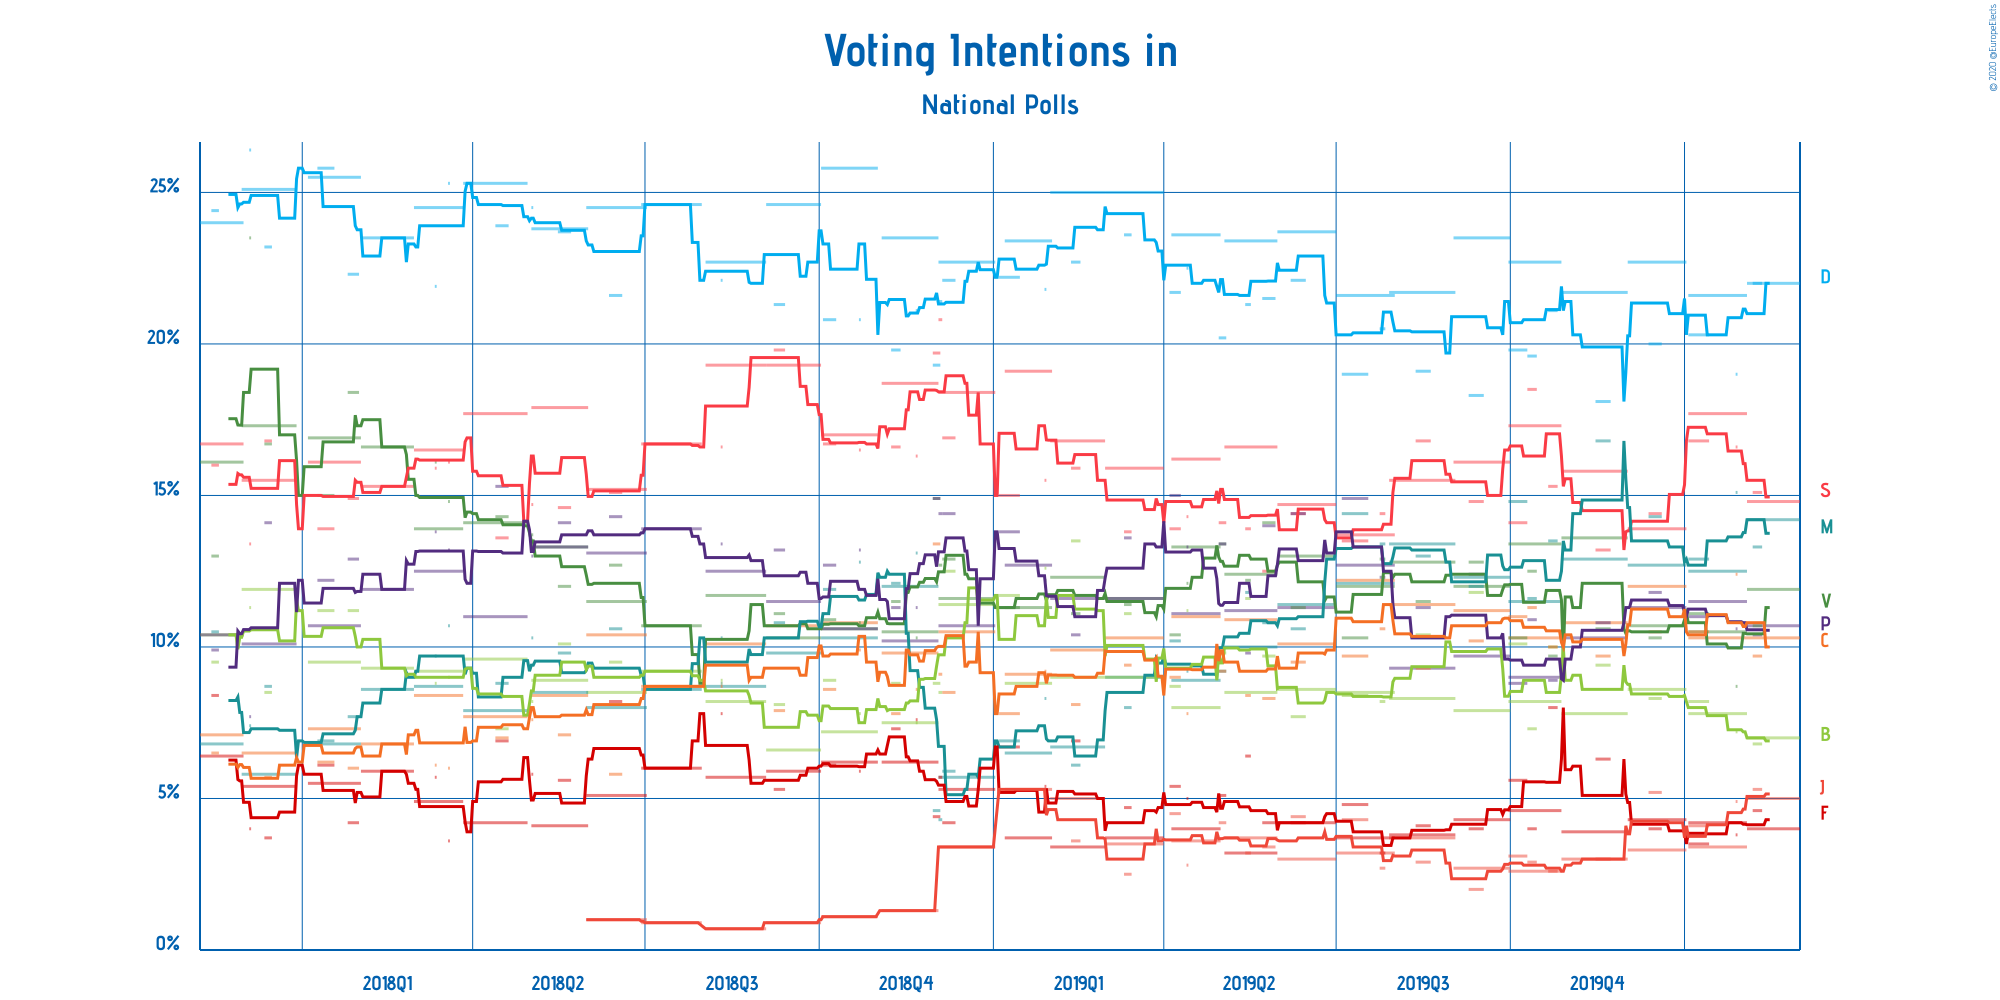 Voting Intentions in
National Polls
© 2020 @EuropeElects
25%
20%
15%
10%
5%
0%
D
S
M
V
P
C
B
J
F
2018Q1
2018Q2
2018Q3
2018Q4
2019Q1
2019Q2
2019Q3
2019Q4